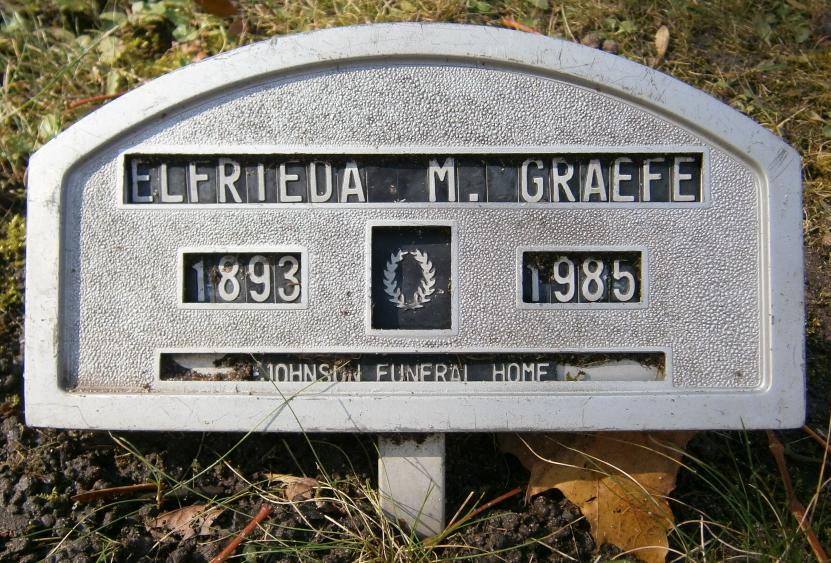 ELFRIEDA M. GRAEFE
1893 1985
JOHNSON FUNERAL HOME